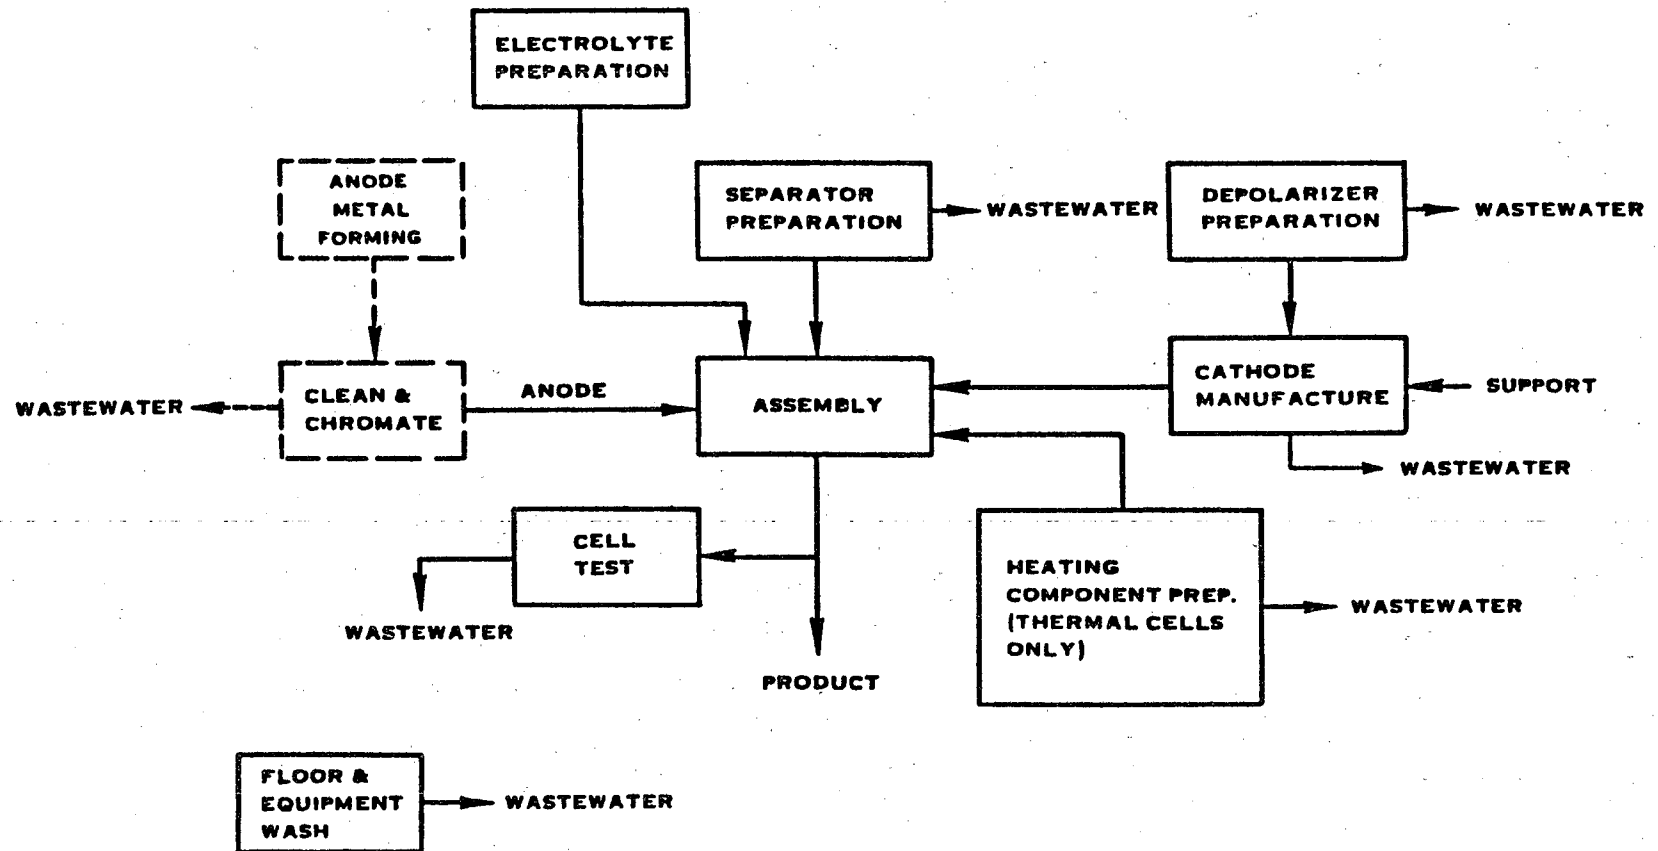 ELECTROLYTE
PREPARATION
ANODE
METAL
FORMING
SEPARATOR
PREPARATION
WASTEWATER
DEPOLARIZER
PREPARATION
WASTEWATER
WASTEWATER
CLEAN &
CHROMATE
ANODE
ASSEMBLY
CATHODE
MANUFACTURE
SUPPORT
WASTEWATER
CELL
TEST
WASTEWATER
PRODUCT
HEATING
COMPONENT PREP.
(THERMAL CELLS
ONLY)
WASTEWATER
FLOOR &
EQUIPMENT
WASH
WASTEWATER